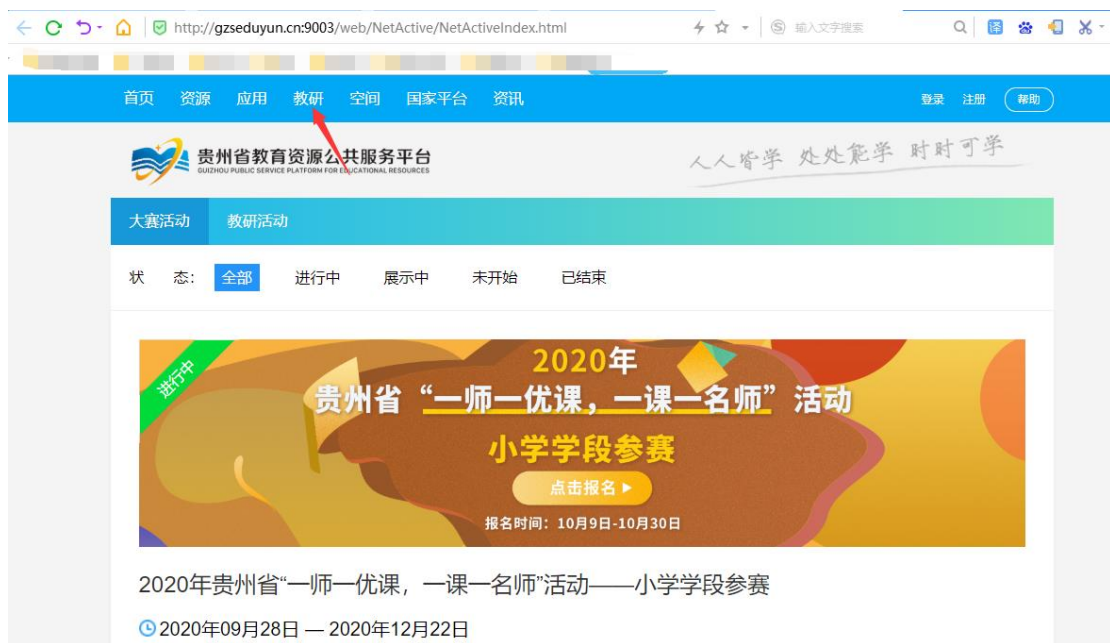 http://gzseduyun.cn:9003/web/NetActive/NetActiveIndex.html
输入文字搜索
译
首页 资源 应用 教研 空间 国家平台 资讯 登录 注册 帮助
贵州省教育资源公共服务平台
GUIZHOU PUBLIC SERVICE PLATFORM FOR EDUCATIONAL RESOURCES
人人皆学 处处能学 时时可学
大赛活动 教研活动
状 态: 全部 进行中 展示中 未开始 已结束
进行中
2020年
贵州省“一师一优课，一课一名师”活动
小学学段参赛
点击报名
报名时间：10月9日-10月30日
2020年贵州省“一师一优课，一课一名师”活动——小学学段参赛
2020年09月28日 — 2020年12月22日